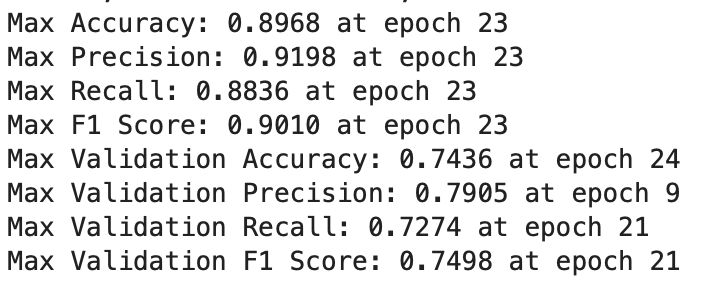 Max Accuracy: 0.8968 at epoch 23
Max Precision: 0.9198 at epoch 23
Max Recall: 0.8836 at epoch 23
Max F1 Score: 0.9010 at epoch 23
Max Validation Accuracy: 0.7436 at epoch 24
Max Validation Precision: 0.7905 at epoch 9
Max Validation Recall: 0.7274 at epoch 21
Max Validation F1 Score: 0.7498 at epoch 21